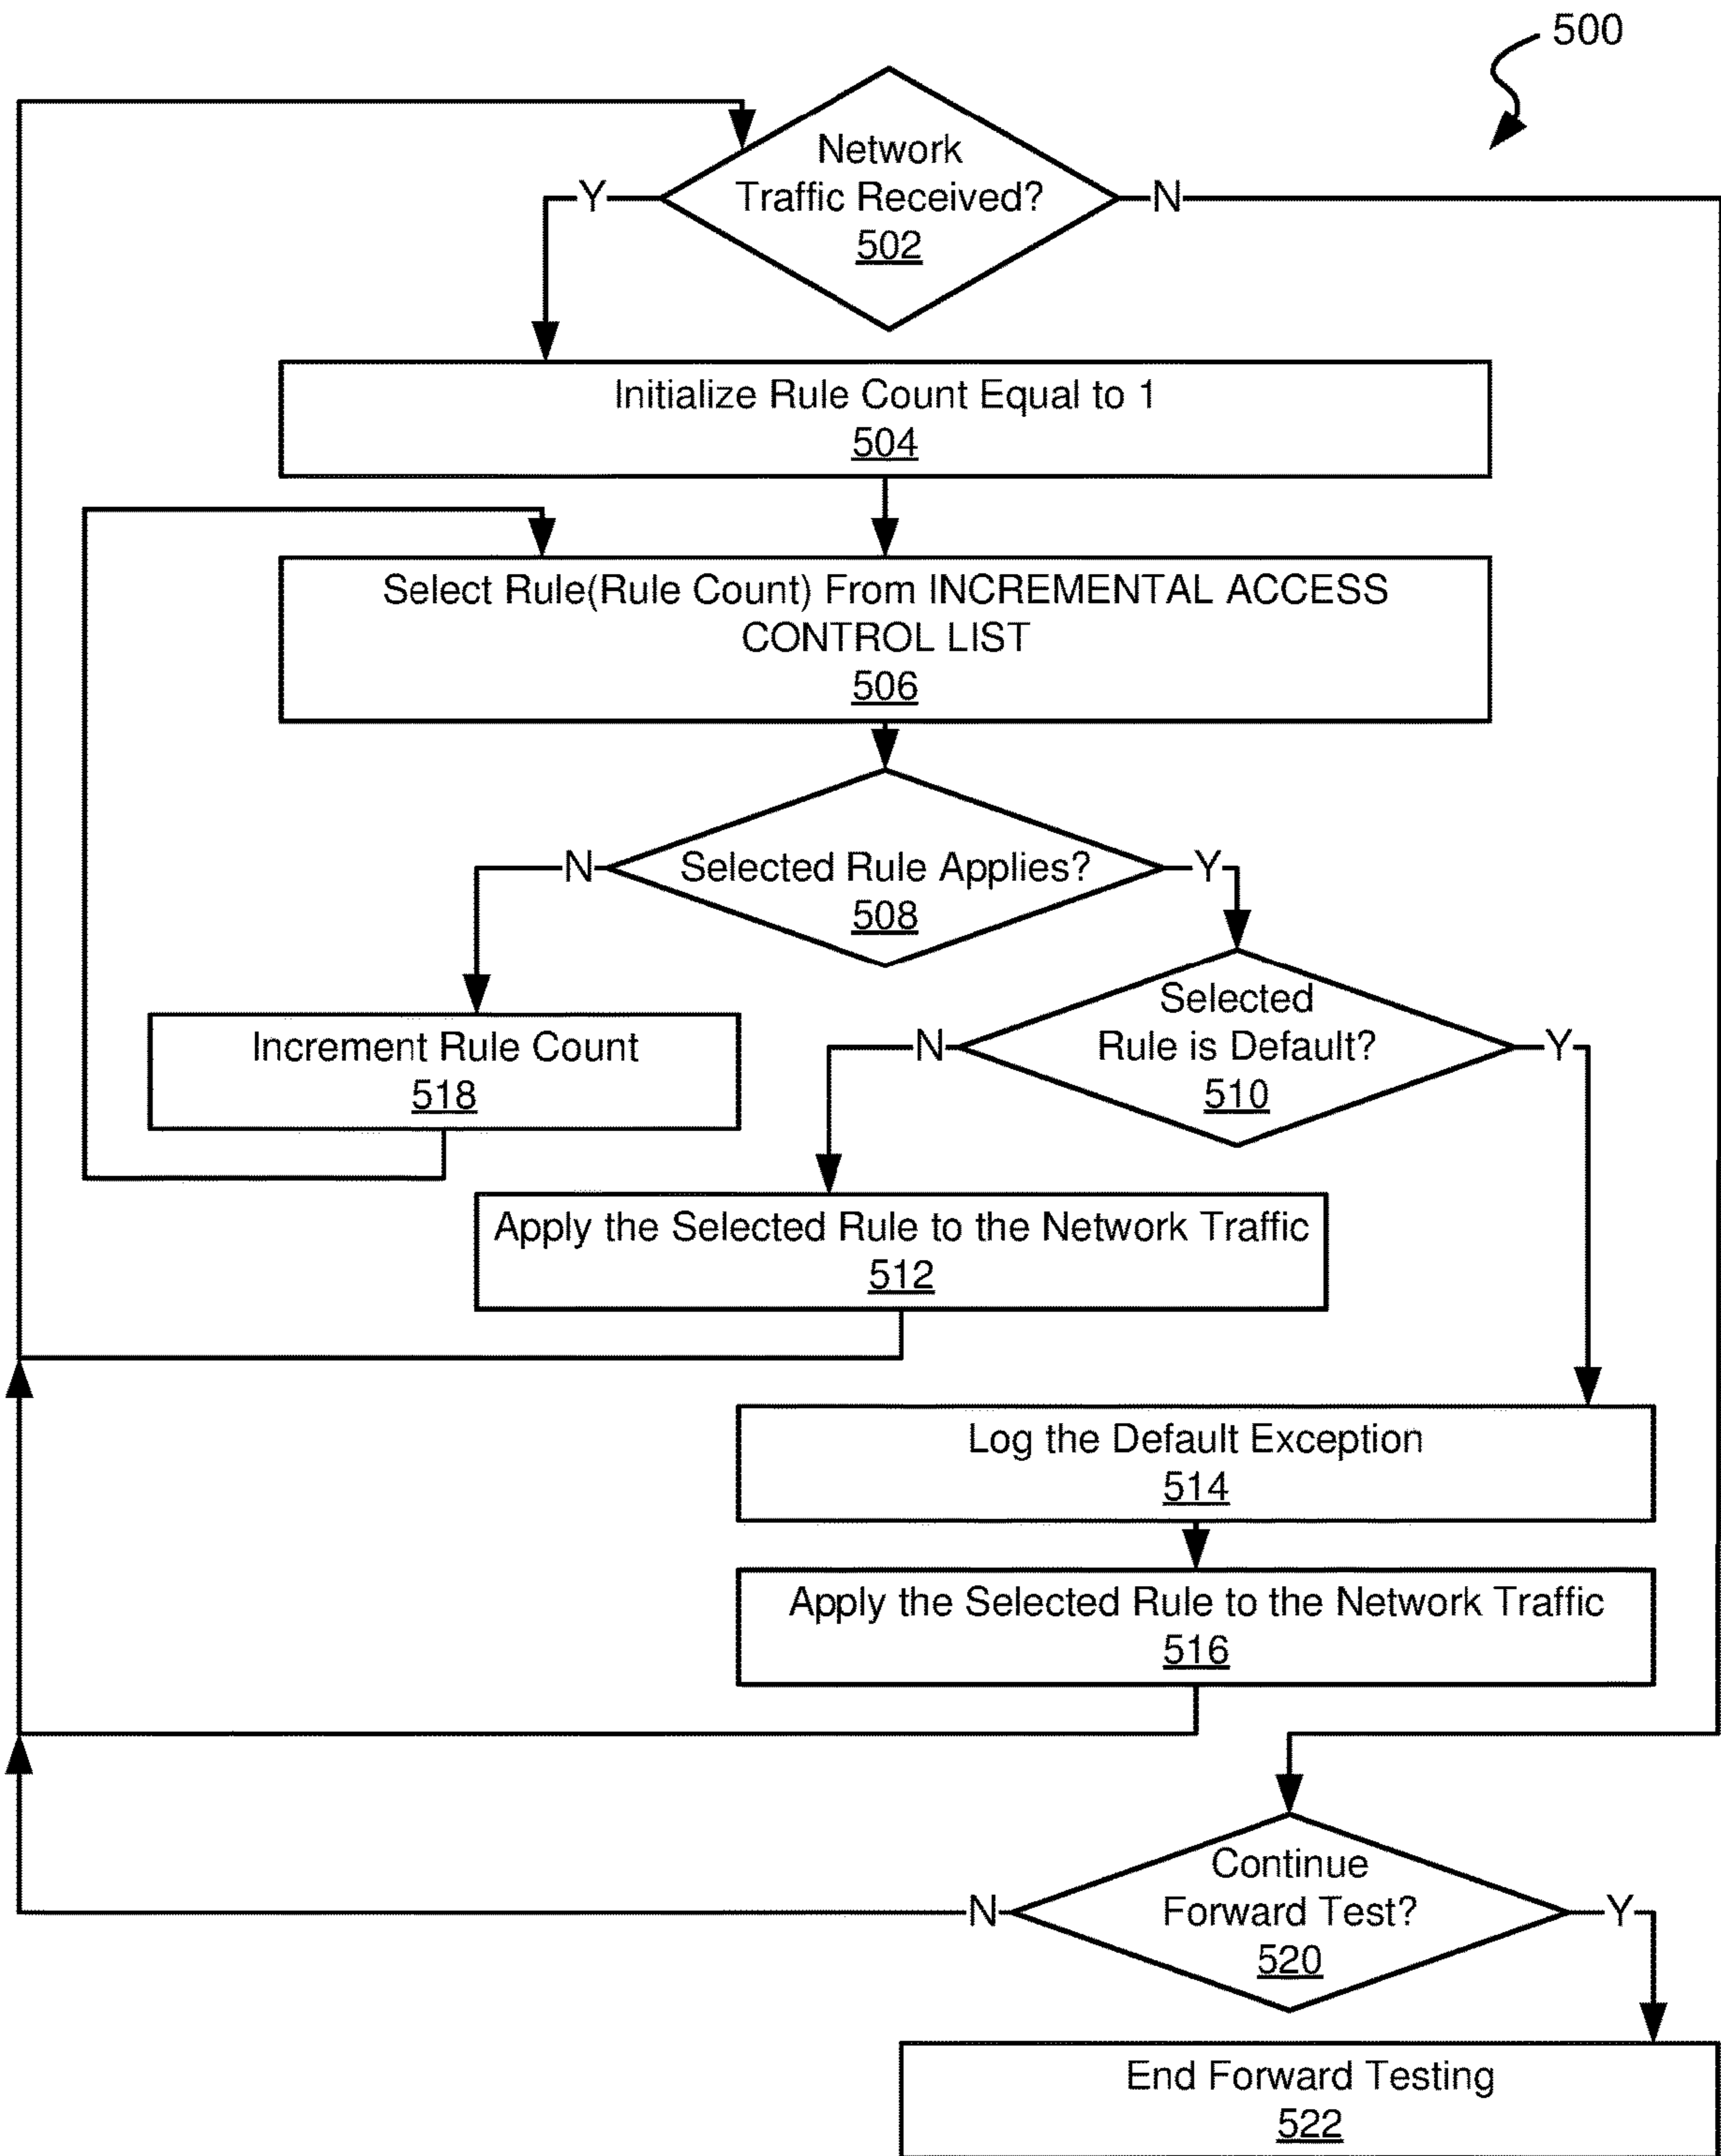 500
Network
Traffic Received?
502
Y
N
Initialize Rule Count Equal to 1
504
Select Rule(Rule Count) From INCREMENTAL ACCESS
CONTROL LIST
506
Selected Rule Applies?
508
N
Y
Selected
Rule is Default?
510
N
Y
Increment Rule Count
518
Apply the Selected Rule to the Network Traffic
512
Log the Default Exception
514
Apply the Selected Rule to the Network Traffic
516
Continue
Forward Test?
520
N
Y
End Forward Testing
522